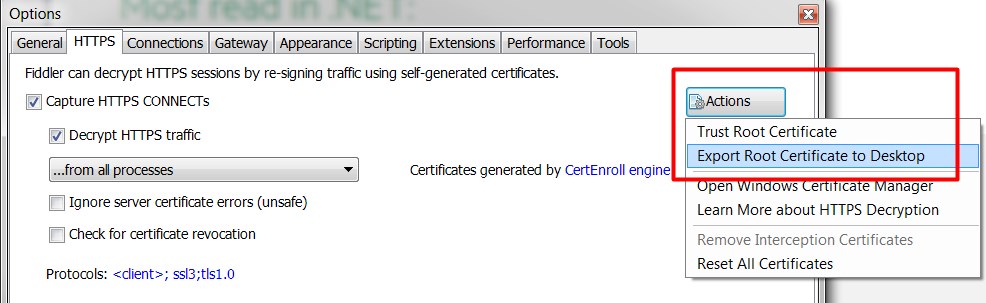 Most read in .NET:
Options
General HTTPS Connections Gateway Appearance Scripting Extensions Performance Tools
Fiddler can decrypt HTTPS sessions by re-signing traffic using self-generated certificates.
Capture HTTPS CONNECTs
Actions
Decrypt HTTPS traffic
Trust Root Certificate
Export Root Certificate to Desktop
...from all processes
Certificates generated by CertEnroll engine
Open Windows Certificate Manager
Ignore server certificate errors (unsafe)
Learn More about HTTPS Decryption
Check for certificate revocation
Remove Interception Certificates
Reset All Certificates
Protocols: <client>; ssl3;tls1.0